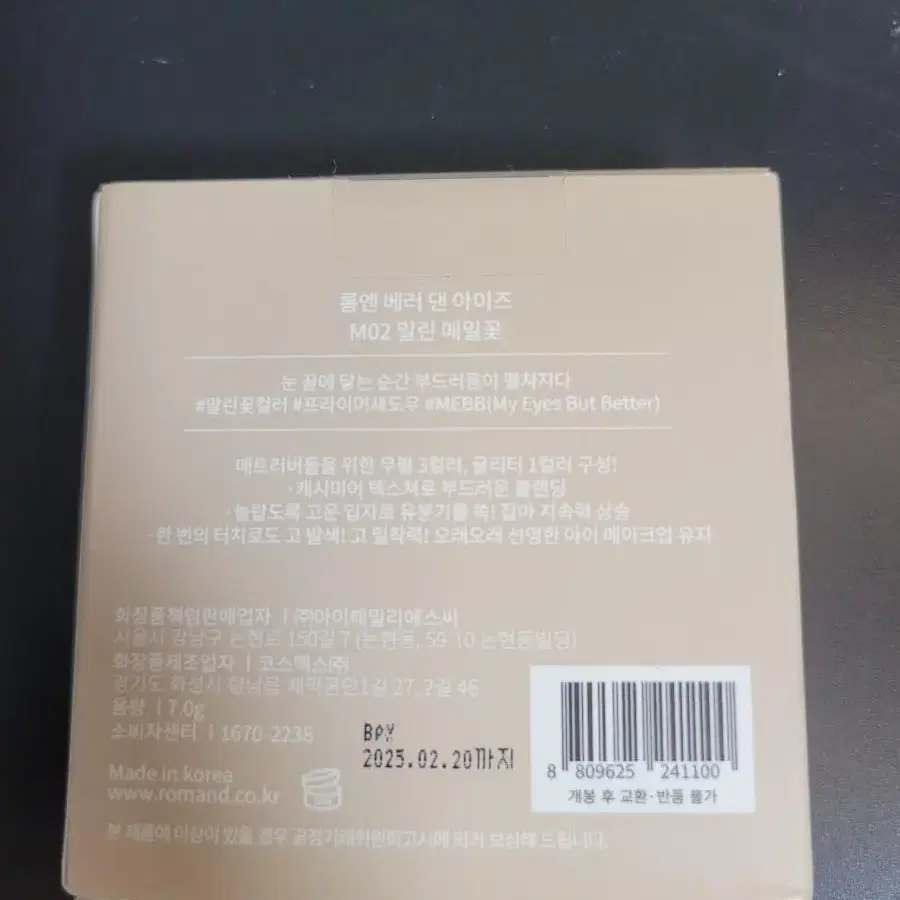 롬앤 베러 댄 아이즈
M02 말린 메밀꽃
눈 끝에 닿는 순간 부드러움이 펼쳐지다
#말린꽃컬러 #프라이머섀도우 #MEBB(My Eyes But Better)
매트러버들을 위한 무펄 3컬러, 글리터 1컬러 구성!
·캐시미어 텍스처로 부드러운 블렌딩
·놀랍도록 고운 입자로 유분기를 쏙! 잡아 지속력 상승
·한 번의 터치로도 고 발색! 고 밀착력! 오래오래 선명한 아이 메이크업 유지
화장품책임판매업자 | ㈜아이패밀리에스씨
서울시 강남구 논현로 150길 7 (논현동, 59-10 논현동빌딩)
화장품제조업자 | 코스맥스㈜
경기도 화성시 향남읍 제약공단1길 27, 2길 46
용량 | 7.0g
소비자센터 | 1670-2238
BPY
2025.02.20까지
Made in korea
www.romand.co.kr
8 809625 241100
개봉 후 교환·반품 불가
본 제품에 이상이 있을 경우 공정거래위원회고시에 의거 보상해 드립니다.